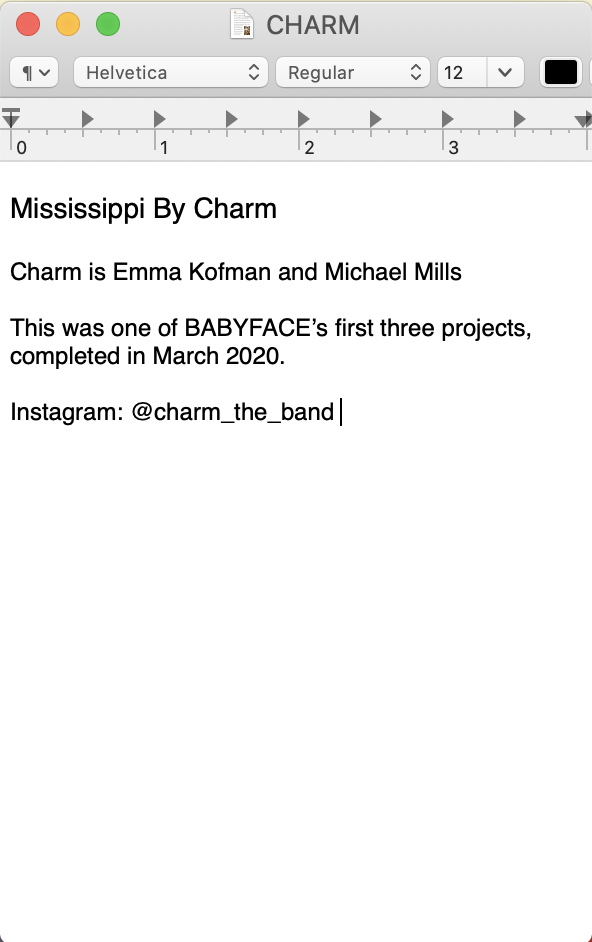 CHARM
¶ Helvetica Regular 12
0 1 2 3
Mississippi By Charm
Charm is Emma Kofman and Michael Mills
This was one of BABYFACE’s first three projects,
completed in March 2020.
Instagram: @charm_the_band